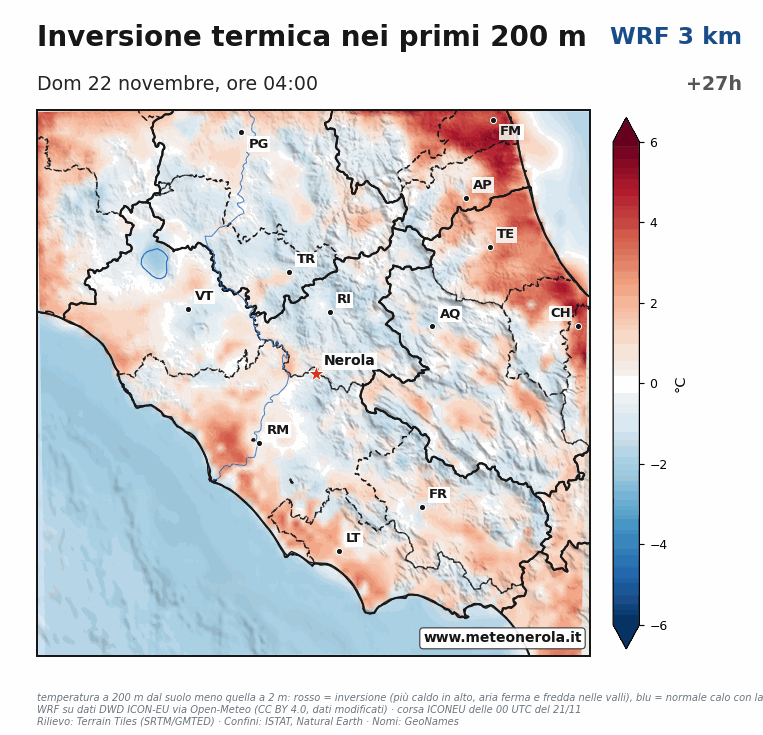 Inversione termica nei primi 200 m WRF 3 km
Dom 22 novembre, ore 04:00 +27h
FM
PG
AP
TE
TR
VT
RI
AQ
CH
Nerola
RM
FR
LT
www.meteonerola.it
6
4
2
0
−2
−4
−6
°C
temperatura a 200 m dal suolo meno quella a 2 m: rosso = inversione (più caldo in alto, aria ferma e fredda nelle valli), blu = normale calo con la
WRF su dati DWD ICON-EU via Open-Meteo (CC BY 4.0, dati modificati) · corsa ICONEU delle 00 UTC del 21/11
Rilievo: Terrain Tiles (SRTM/GMTED) · Confini: ISTAT, Natural Earth · Nomi: GeoNames